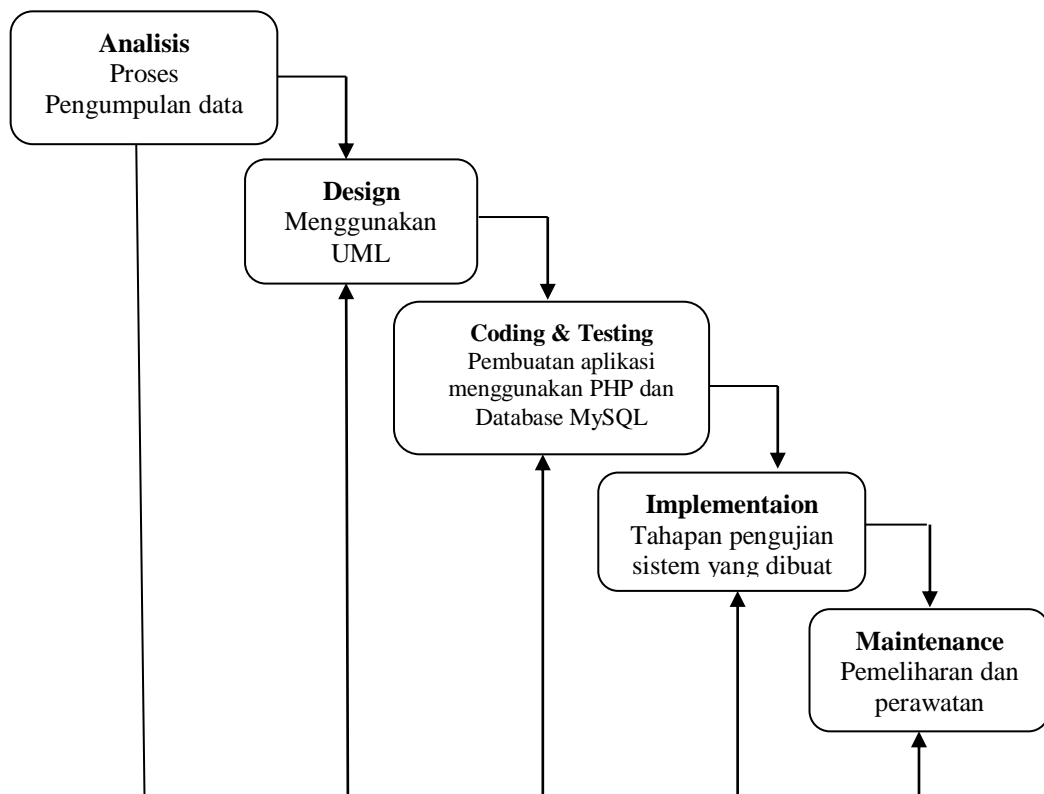 Analisis
Proses
Pengumpulan data
Design
Menggunakan
UML
Coding & Testing
Pembuatan aplikasi
menggunakan PHP dan
Database MySQL
Implementaion
Tahapan pengujian
sistem yang dibuat
Maintenance
Pemeliharan dan
perawatan